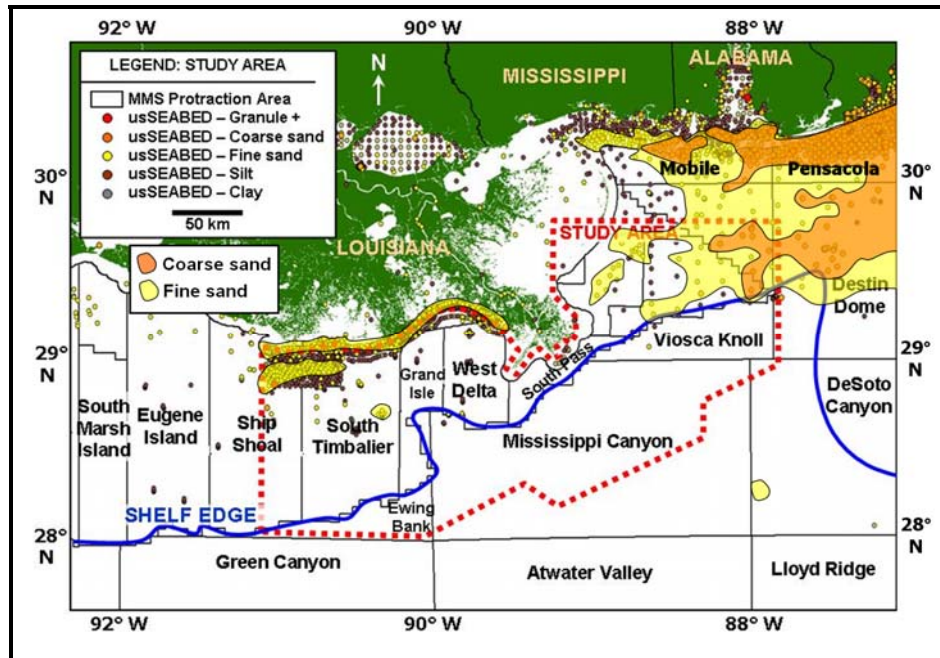 92° W
90° W
88° W
LEGEND: STUDY AREA
MMS Protraction Area
usSEABED – Granule +
usSEABED – Coarse sand
usSEABED – Fine sand
usSEABED – Silt
usSEABED – Clay
50 km
N
MISSISSIPPI
ALABAMA
30°
N
Mobile
Pensacola
30°
N
LOUISIANA
STUDY AREA
Coarse sand
Fine sand
Destin
Dome
29°
N
Viosca Knoll
29°
N
South Pass
Grand
Isle
West
Delta
DeSoto
Canyon
South
Marsh
Island
Eugene
Island
Ship
Shoal
South
Timbalier
Mississippi Canyon
SHELF EDGE
Ewing
Bank
28°
N
28°
N
Green Canyon
Atwater Valley
Lloyd Ridge
92° W
90° W
88° W